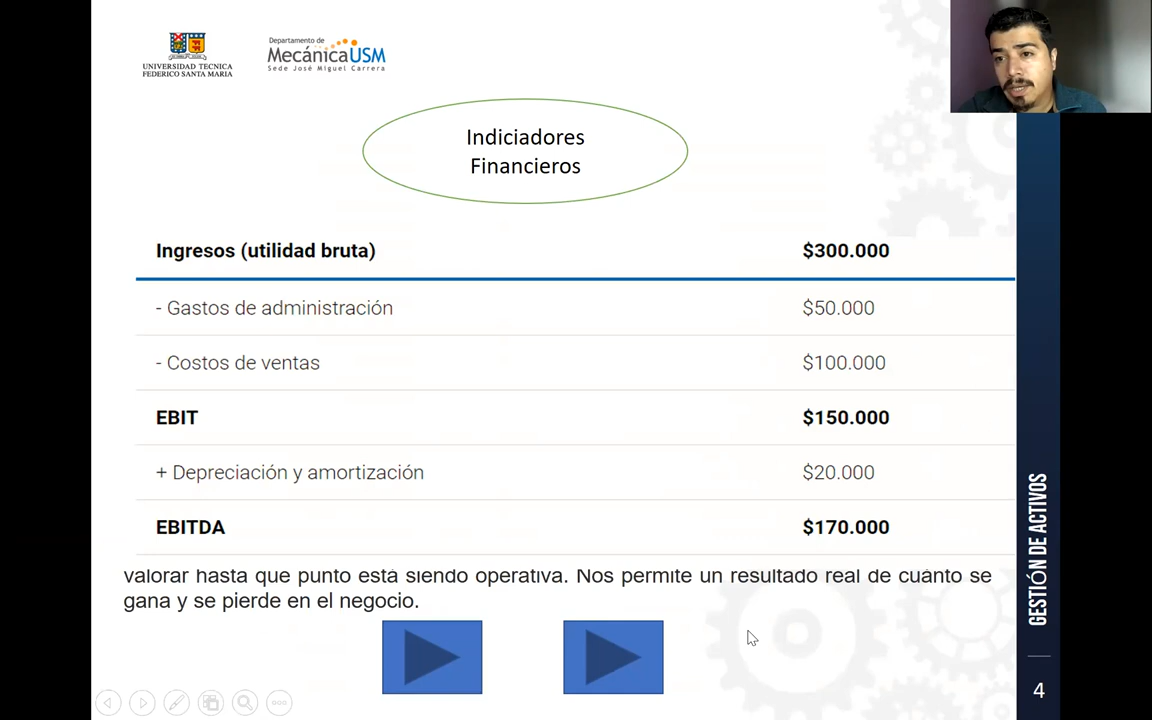 UNIVERSIDAD TECNICA
FEDERICO SANTA MARIA
Departamento de
MecánicaUSM
Sede José Miguel Carrera
Indiciadores
Financieros
Ingresos (utilidad bruta) $300.000
- Gastos de administración $50.000
- Costos de ventas $100.000
EBIT $150.000
+ Depreciación y amortización $20.000
EBITDA $170.000
valorar hasta que punto está siendo operativa. Nos permite un resultado real de cuánto se
gana y se pierde en el negocio.
GESTIÓN DE ACTIVOS
4